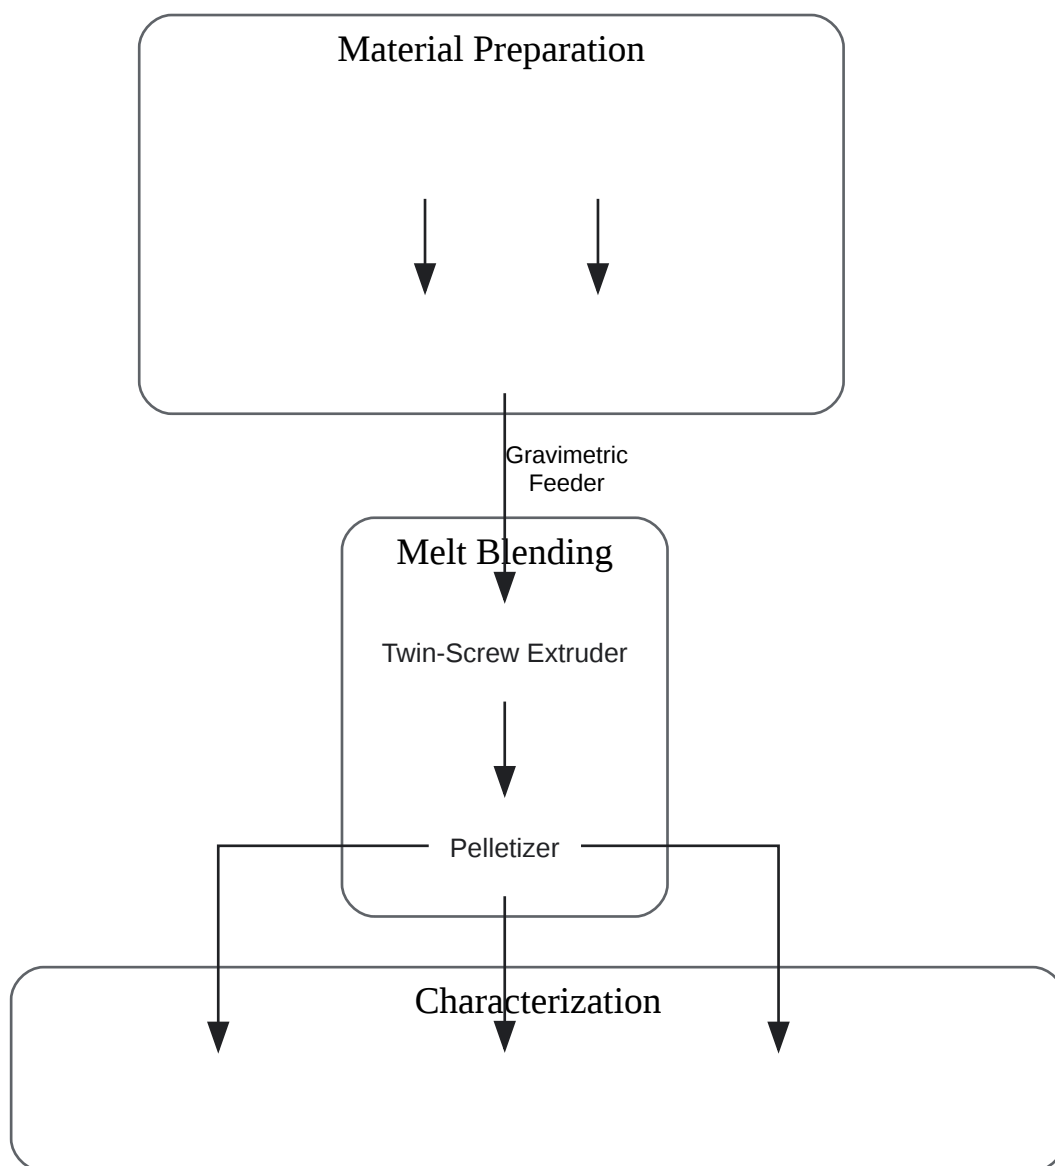 Material Preparation
Gravimetric
Feeder
Melt Blending
Twin-Screw Extruder
Pelletizer
Characterization